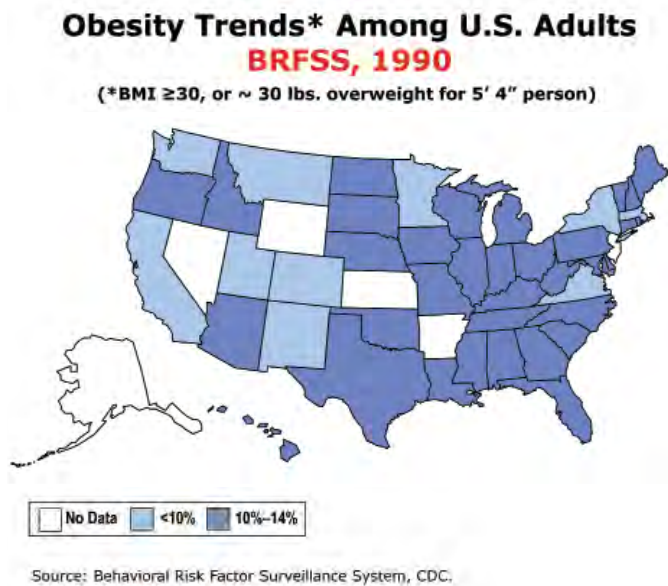 Obesity Trends* Among U.S. Adults
BRFSS, 1990
(*BMI ≥30, or ~ 30 lbs. overweight for 5’ 4” person)
No Data <10% 10%–14%
Source: Behavioral Risk Factor Surveillance System, CDC.